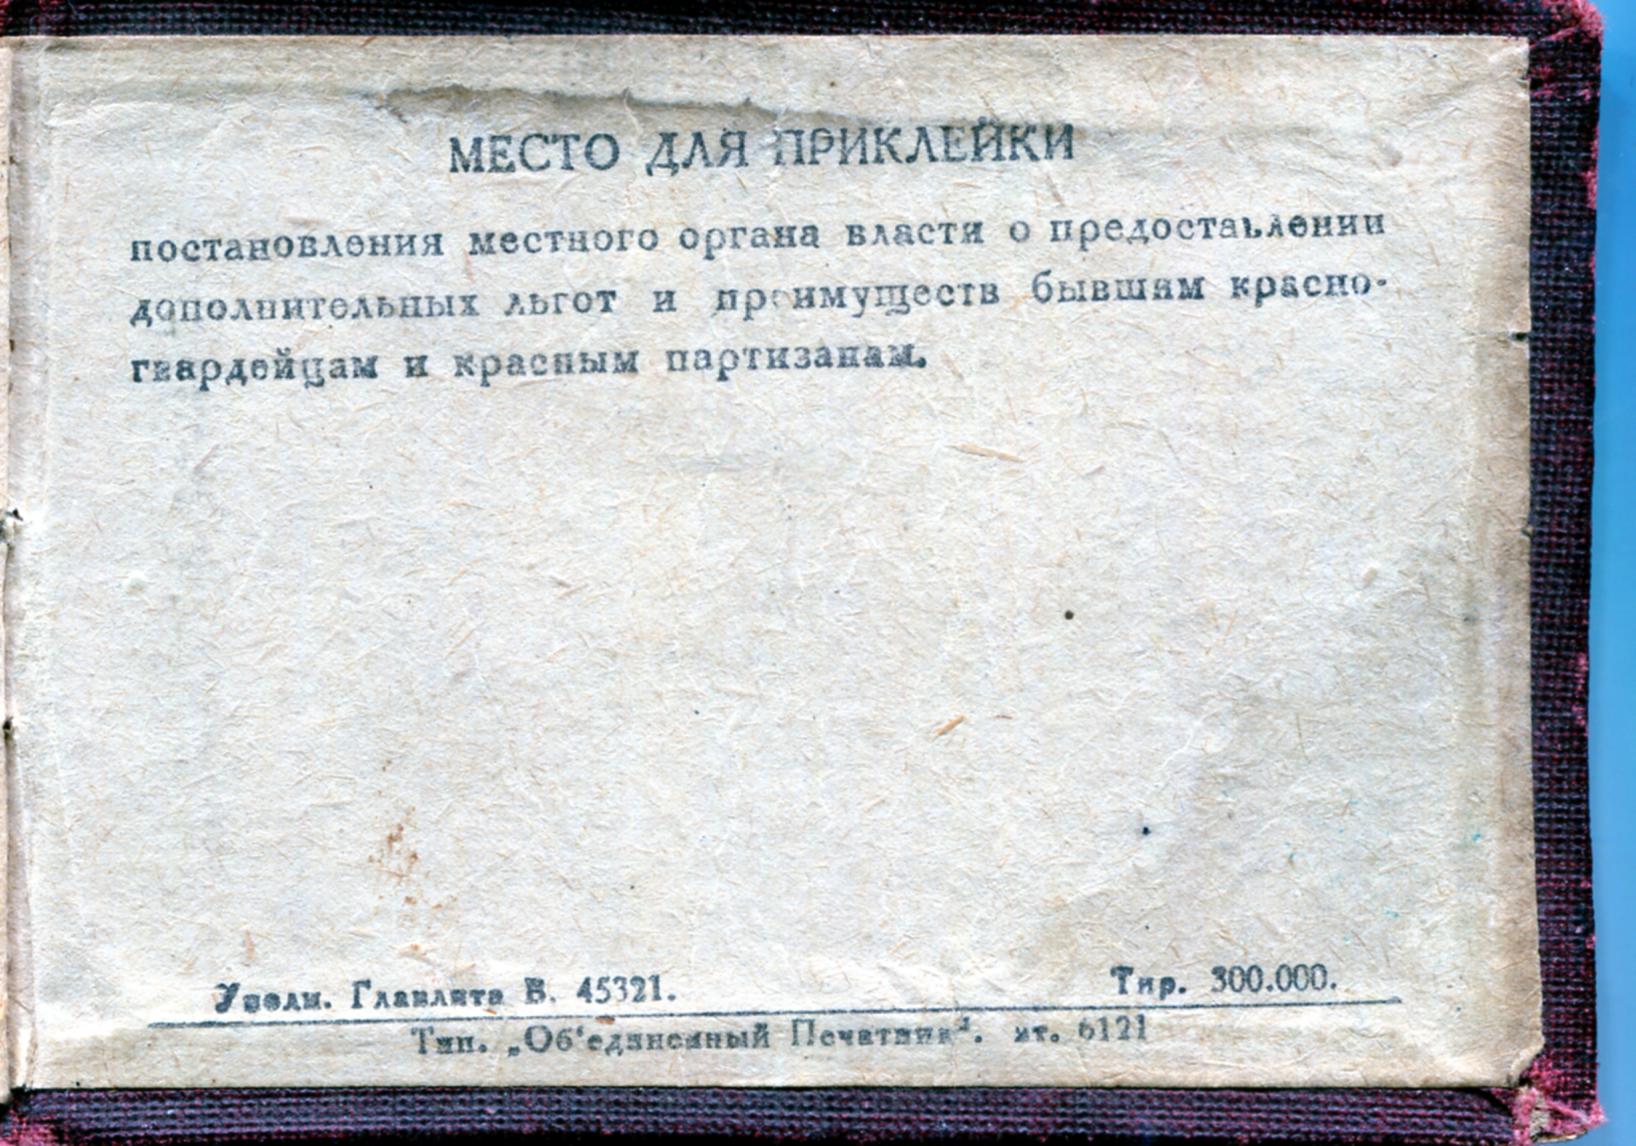 МЕСТО ДЛЯ ПРИКЛЕЙКИ
постановления местного органа власти о предоставлении
дополнительных льгот и преимуществ бывшим красно-
гвардейцам и красным партизанам.
Уполн. Главлита В. 45321. Тир. 300.000.
Тип. „Об'единенный Печатник“. зт. 6121